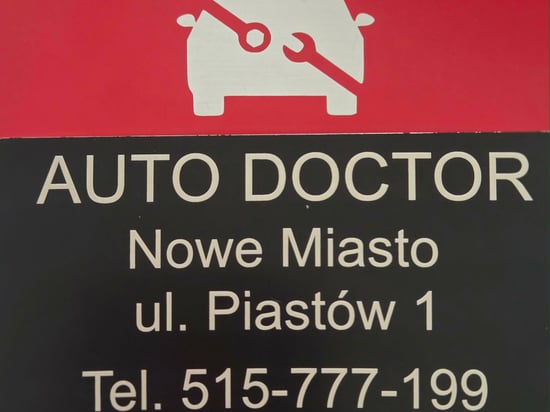 AUTO DOCTOR
Nowe Miasto
ul. Piastów 1
Tel. 515-777-199